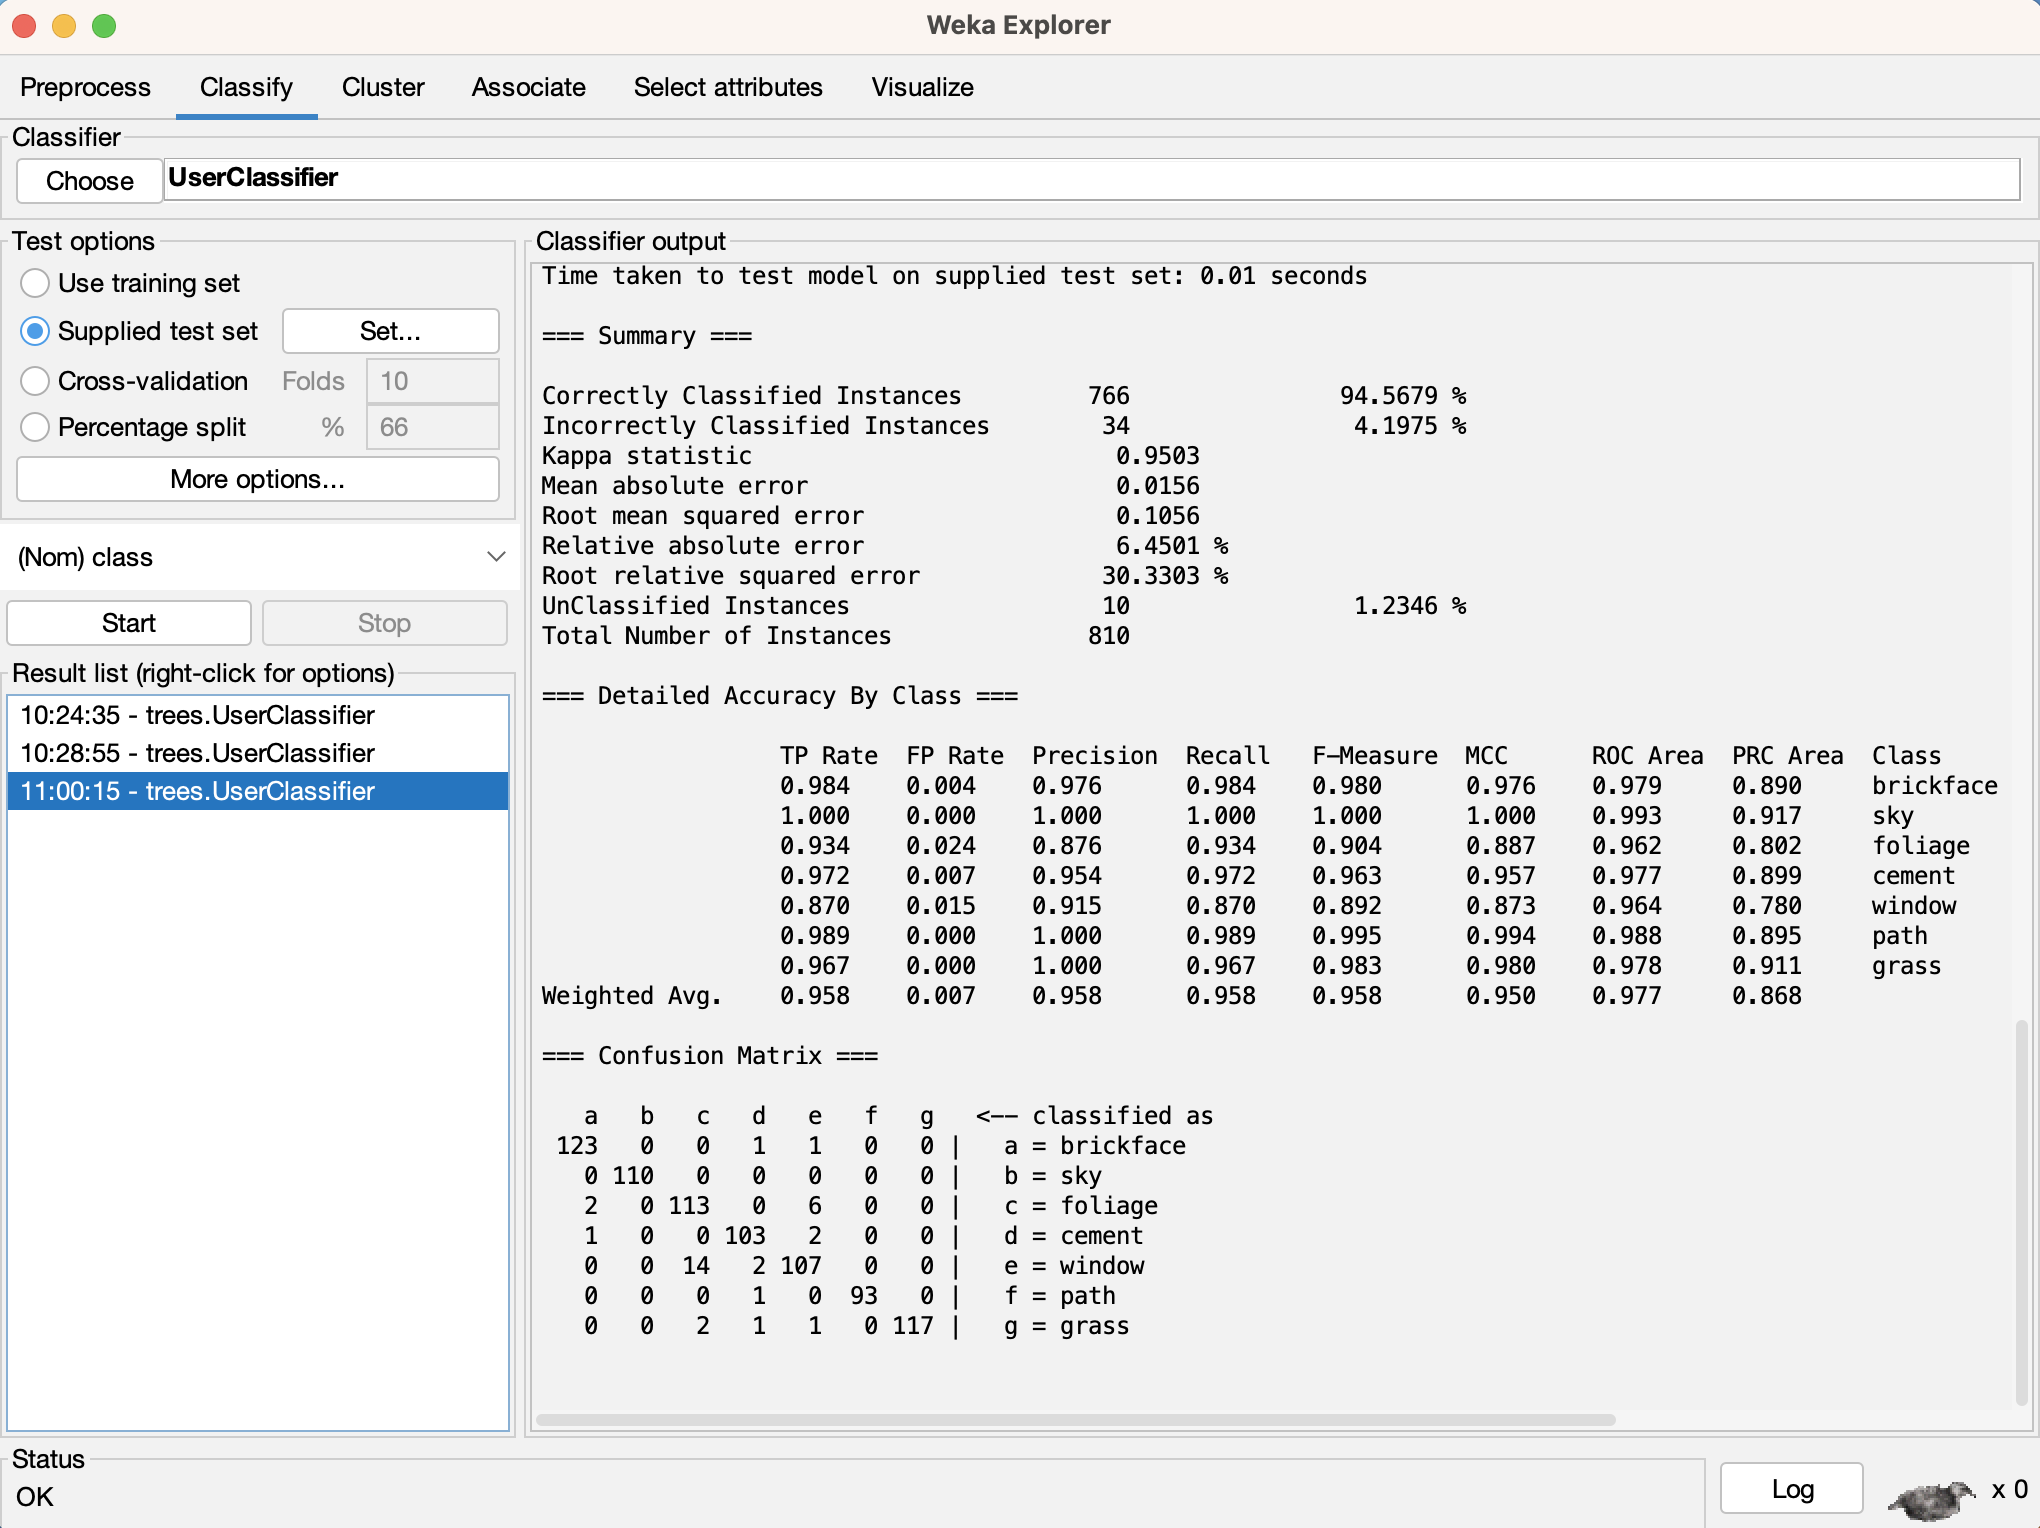 Weka Explorer
Preprocess Classify Cluster Associate Select attributes Visualize
Classifier
Choose UserClassifier
Test options
Use training set
Supplied test set Set...
Cross-validation Folds 10
Percentage split % 66
More options...
(Nom) class
Start Stop
Result list (right-click for options)
10:24:35 - trees.UserClassifier
10:28:55 - trees.UserClassifier
11:00:15 - trees.UserClassifier
Classifier output
Time taken to test model on supplied test set: 0.01 seconds
=== Summary ===
Correctly Classified Instances 766 94.5679 %
Incorrectly Classified Instances 34 4.1975 %
Kappa statistic 0.9503
Mean absolute error 0.0156
Root mean squared error 0.1056
Relative absolute error 6.4501 %
Root relative squared error 30.3303 %
UnClassified Instances 10 1.2346 %
Total Number of Instances 810
=== Detailed Accuracy By Class ===
TP Rate FP Rate Precision Recall F-Measure MCC ROC Area PRC Area Class
0.984 0.004 0.976 0.984 0.980 0.976 0.979 0.890 brickface
1.000 0.000 1.000 1.000 1.000 1.000 0.993 0.917 sky
0.934 0.024 0.876 0.934 0.904 0.887 0.962 0.802 foliage
0.972 0.007 0.954 0.972 0.963 0.957 0.977 0.899 cement
0.870 0.015 0.915 0.870 0.892 0.873 0.964 0.780 window
0.989 0.000 1.000 0.989 0.995 0.994 0.988 0.895 path
0.967 0.000 1.000 0.967 0.983 0.980 0.978 0.911 grass
Weighted Avg. 0.958 0.007 0.958 0.958 0.958 0.950 0.977 0.868
=== Confusion Matrix ===
a b c d e f g <-- classified as
123 0 0 1 1 0 0 | a = brickface
0 110 0 0 0 0 0 | b = sky
2 0 113 0 6 0 0 | c = foliage
1 0 0 103 2 0 0 | d = cement
0 0 14 2 107 0 0 | e = window
0 0 0 1 0 93 0 | f = path
0 0 2 1 1 0 117 | g = grass
Status
OK
Log
x 0